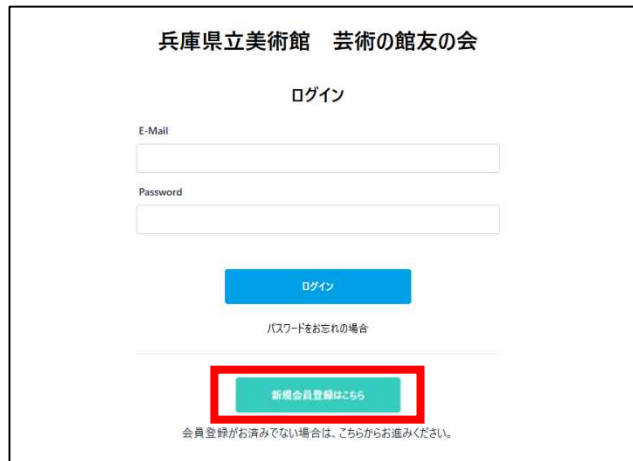 兵庫県立美術館　芸術の館友の会
ログイン
E-Mail
Password
ログイン
パスワードをお忘れの場合
新規会員登録はこちら
会員登録がお済みでない場合は、こちらからお進みください。